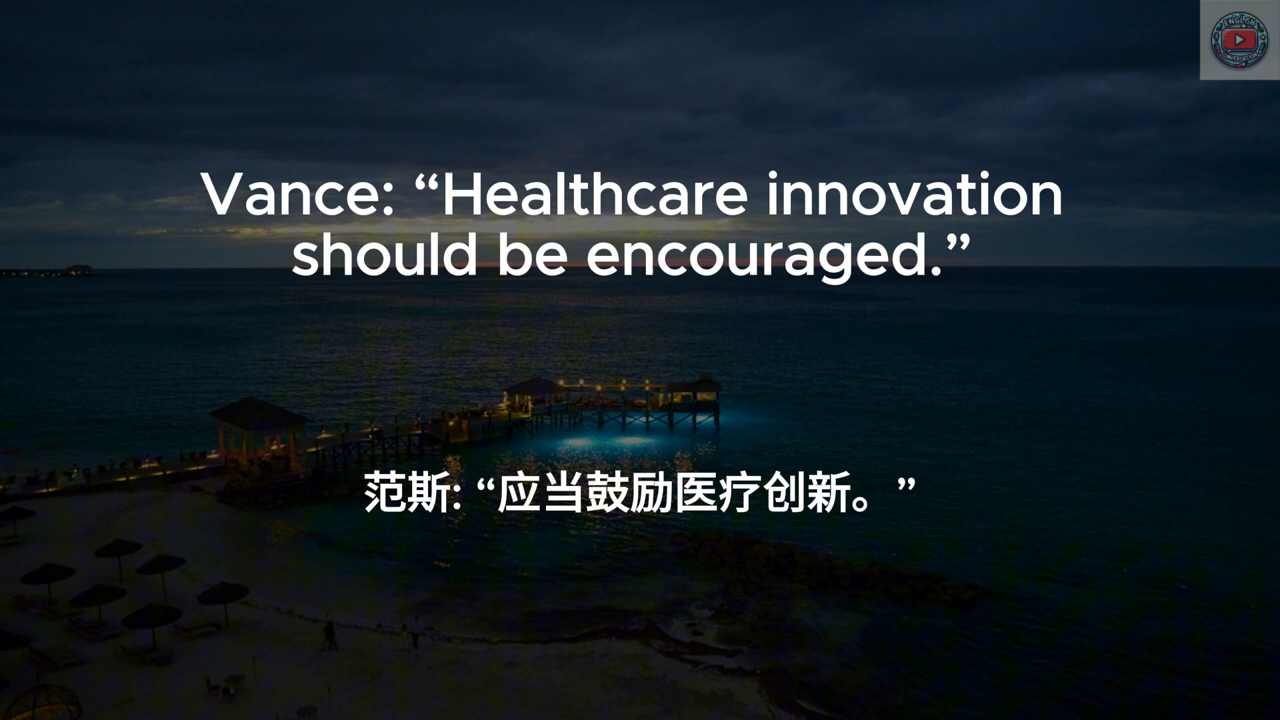 Vance: “Healthcare innovation
should be encouraged.”
范斯: “应当鼓励医疗创新。”